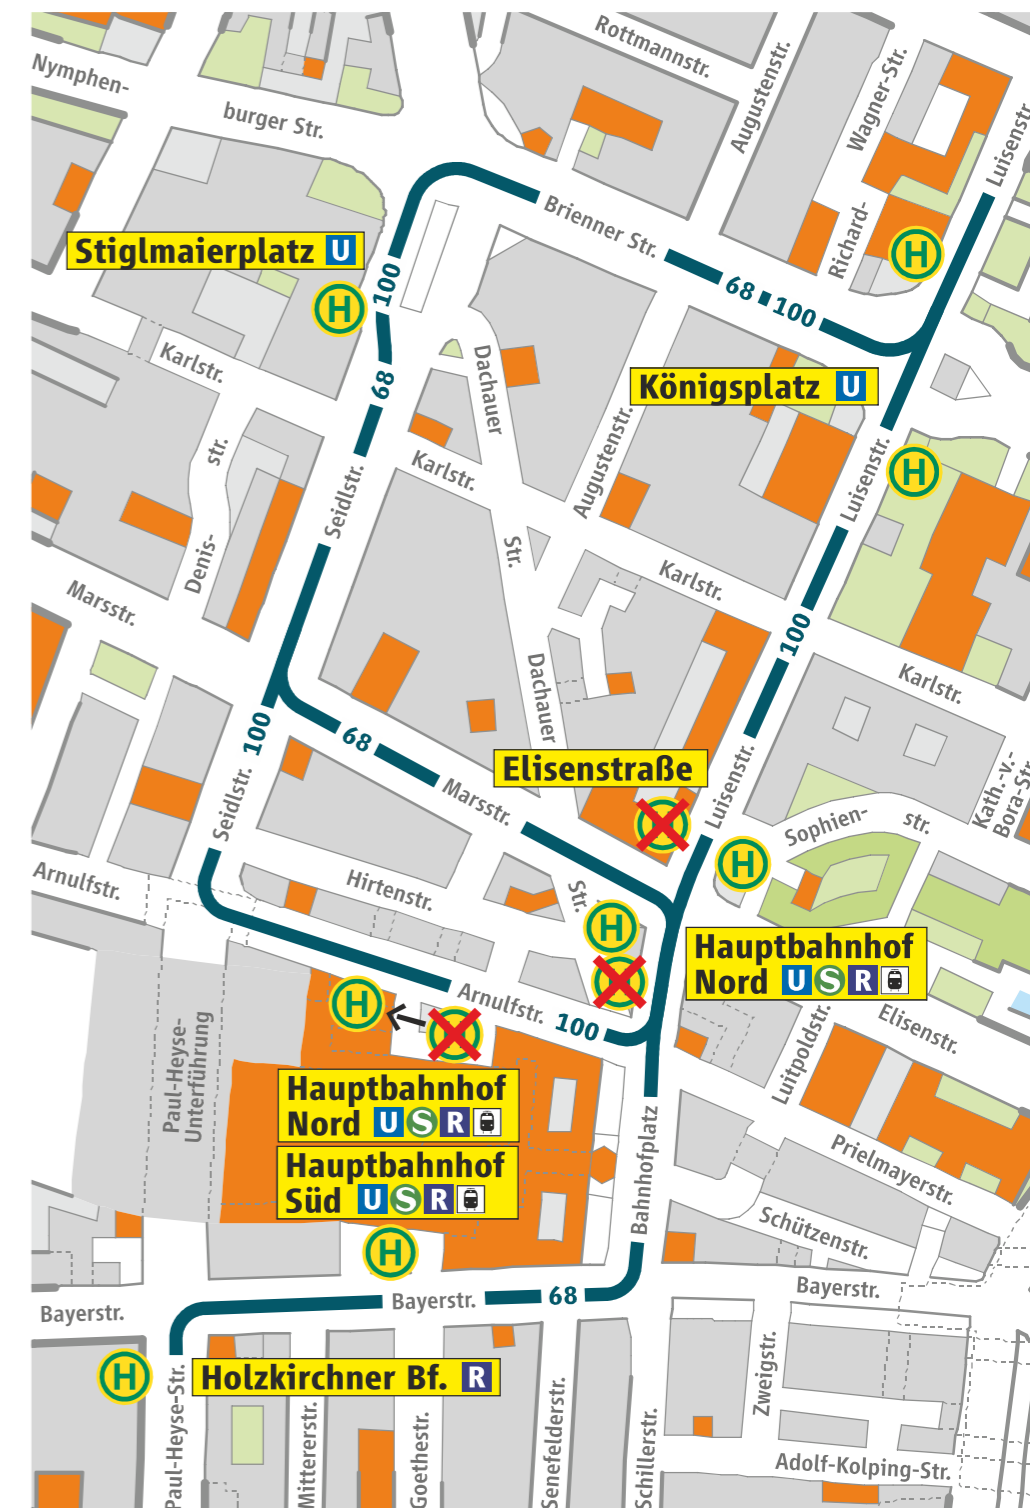 Rottmannstr.
Nymphen-
burger Str.
Augustenstr.
Richard-
Wagner-Str.
Luisenstr.
Brienner Str.
Stiglmaierplatz U
H
H
100
68 100
68
Karlstr.
Dachauer
Königsplatz U
Denis-
str.
Seidlstr.
Karlstr.
Augustenstr.
Luisenstr.
H
Str.
Karlstr.
Marsstr.
100
Karlstr.
Dachauer
100
68
Elisenstraße
Luisenstr.
Kath.-v.-
Bora-Str.
Seidlstr.
Marsstr.
Sophien-
str.
H
Arnulfstr.
Hirtenstr.
Str.
H
Hauptbahnhof
Nord U S R
H
Arnulfstr.
100
Luitpoldstr.
Elisenstr.
Paul-Heyse-
Unterführung
Hauptbahnhof
Nord U S R
Hauptbahnhof
Süd U S R
Bahnhofplatz
Prielmayerstr.
Schützenstr.
H
Bayerstr.
Bayerstr.
68
Bayerstr.
H
Holzkirchner Bf. R
Paul-Heyse-Str.
Mittererstr.
Goethestr.
Senefelderstr.
Schillerstr.
Zweigstr.
Adolf-Kolping-Str.